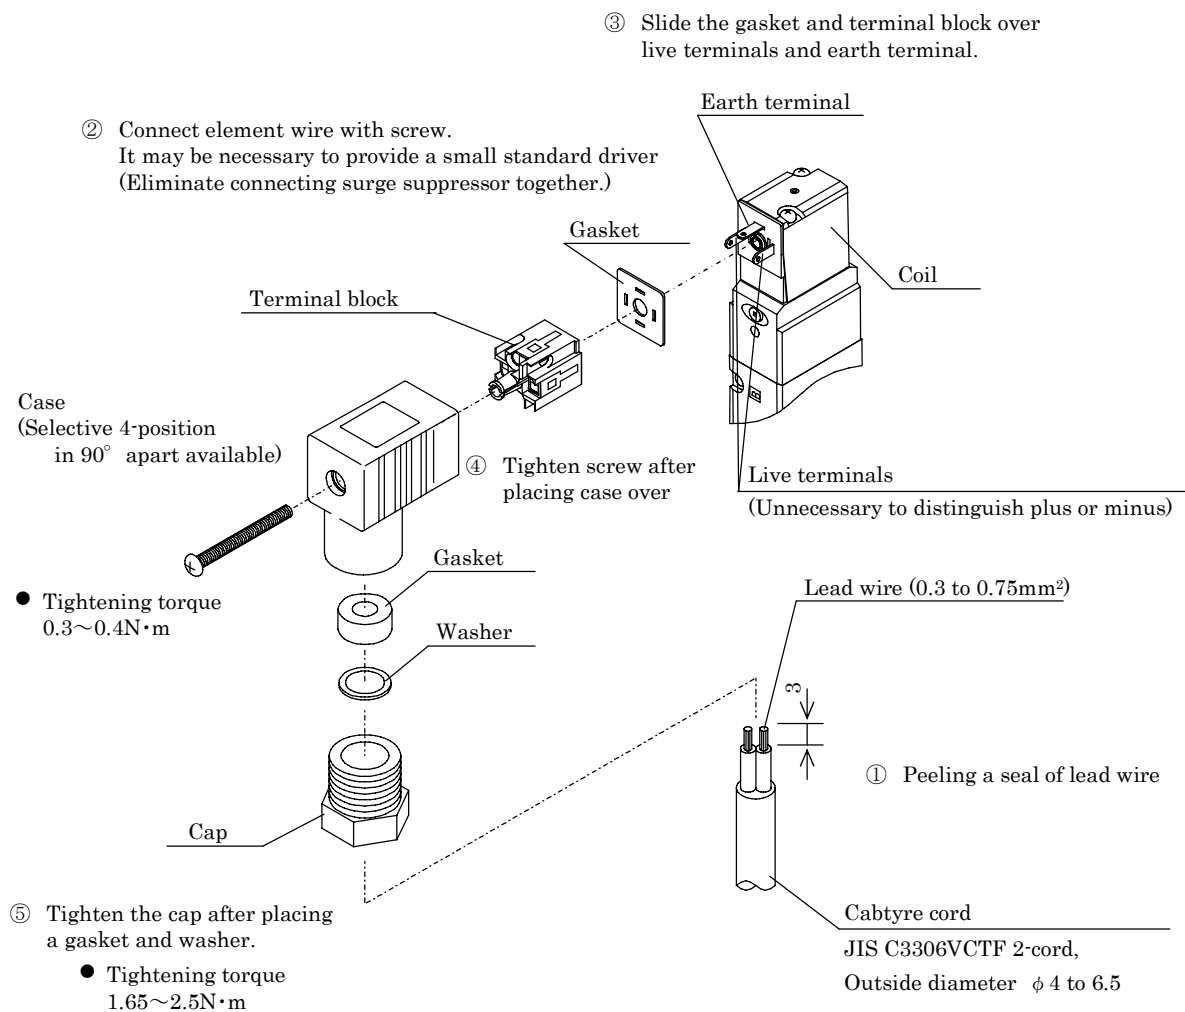 ③ Slide the gasket and terminal block over
live terminals and earth terminal.
Earth terminal
② Connect element wire with screw.
It may be necessary to provide a small standard driver
(Eliminate connecting surge suppressor together.)
Gasket
Coil
Terminal block
Case
(Selective 4-position
in 90° apart available)
④ Tighten screw after
placing case over
Live terminals
(Unnecessary to distinguish plus or minus)
Gasket
Lead wire (0.3 to 0.75mm²)
● Tightening torque
0.3～0.4N･m
Washer
3
① Peeling a seal of lead wire
Cap
⑤ Tighten the cap after placing
a gasket and washer.
● Tightening torque
1.65～2.5N･m
Cabtyre cord
JIS C3306VCTF 2-cord,
Outside diameter φ4 to 6.5